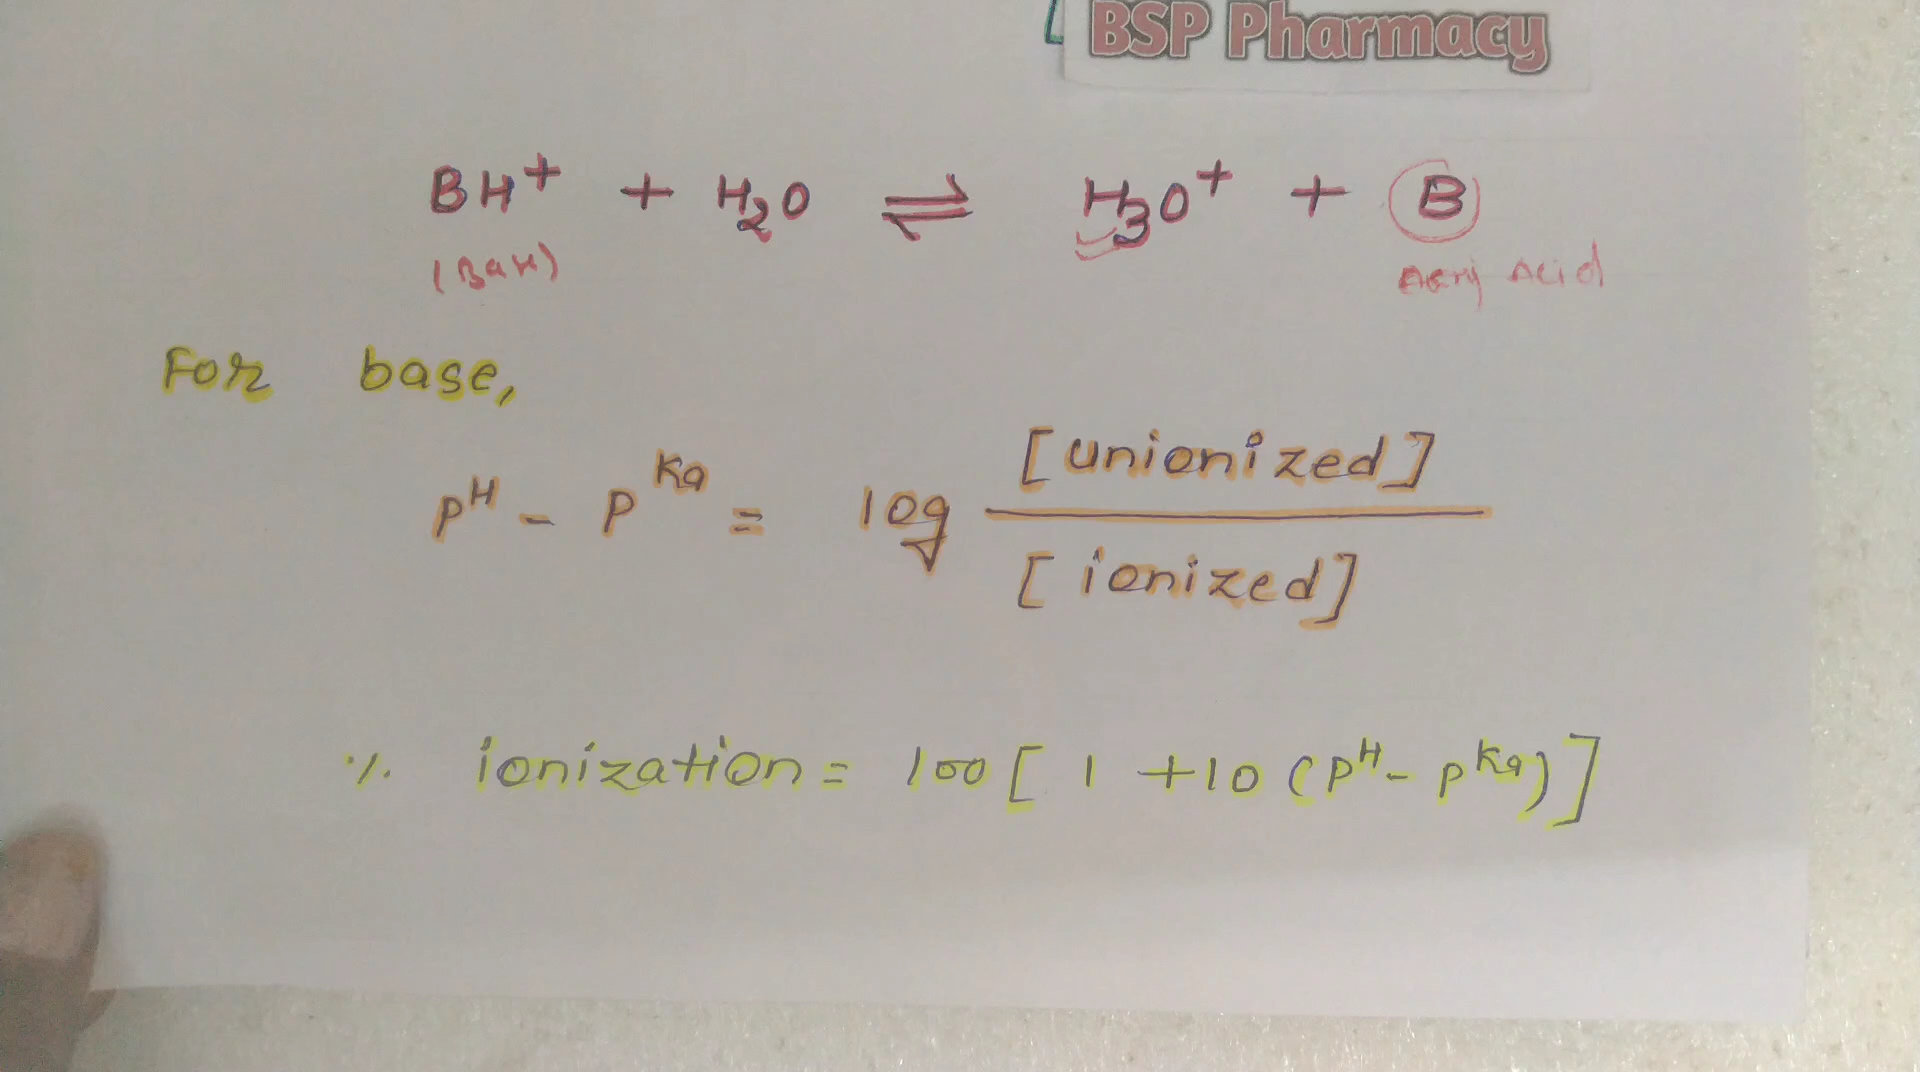 BSP Pharmacy
BH⁺ + H₂O ⇌ H₃O⁺ + B
(Base) Acid
For base,
pᴴ - pᴷᵃ = log [unionized] / [ionized]
% ionization = 100 [ 1 + 10 (pᴴ - pᴷᵃ) ]